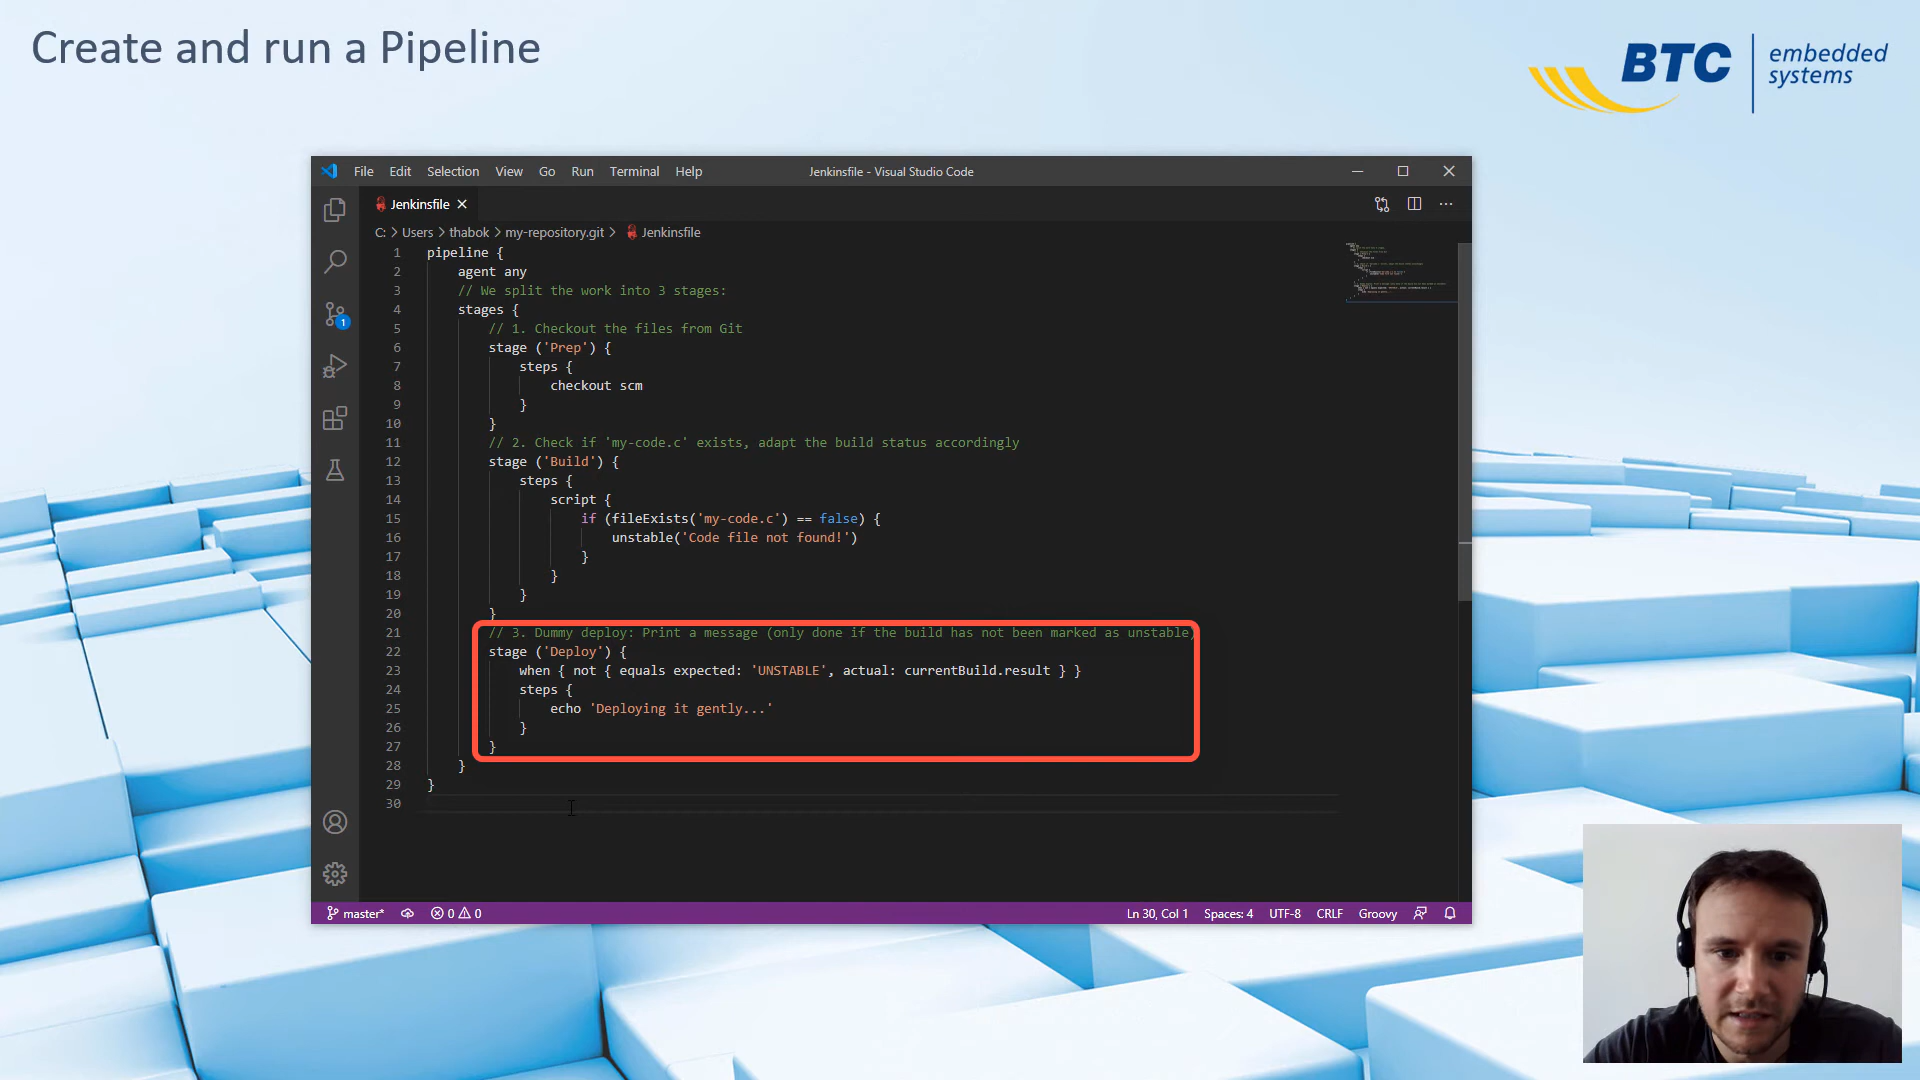 Create and run a Pipeline
BTC
embedded
systems
File Edit Selection View Go Run Terminal Help
Jenkinsfile - Visual Studio Code
Jenkinsfile
C: > Users > thabok > my-repository.git > Jenkinsfile
1 pipeline {
2 agent any
3 // We split the work into 3 stages:
4 stages {
5 // 1. Checkout the files from Git
6 stage ('Prep') {
7 steps {
8 checkout scm
9 }
10 }
11 // 2. Check if 'my-code.c' exists, adapt the build status accordingly
12 stage ('Build') {
13 steps {
14 script {
15 if (fileExists('my-code.c') == false) {
16 unstable('Code file not found!')
17 }
18 }
19 }
20 }
21 // 3. Dummy deploy: Print a message (only done if the build has not been marked as unstable)
22 stage ('Deploy') {
23 when { not { equals expected: 'UNSTABLE', actual: currentBuild.result } }
24 steps {
25 echo 'Deploying it gently...'
26 }
27 }
28 }
29 }
30
1
master* 0 0
Ln 30, Col 1 Spaces: 4 UTF-8 CRLF Groovy